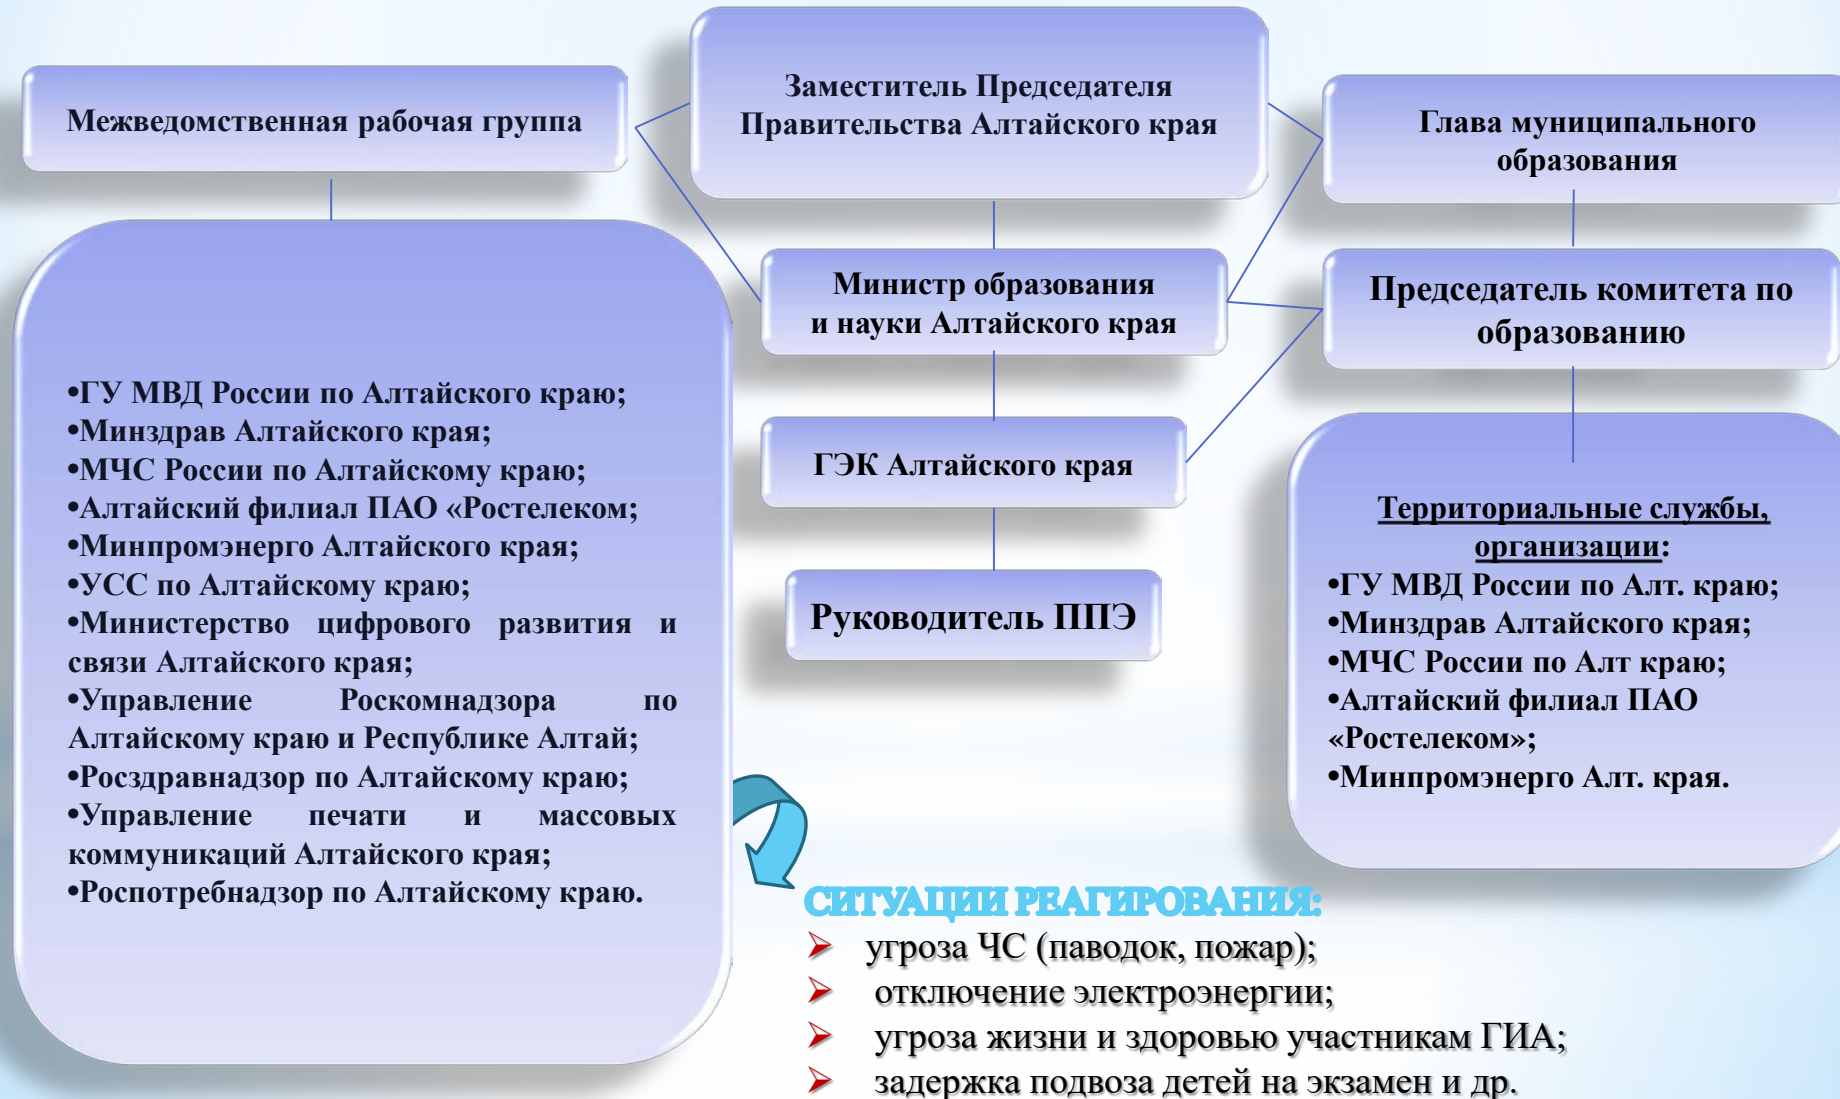 Межведомственная рабочая группа
Заместитель Председателя
Правительства Алтайского края
Глава муниципального
образования
Министр образования
и науки Алтайского края
Председатель комитета по
образованию
ГЭК Алтайского края
Руководитель ППЭ
•ГУ МВД России по Алтайского краю;
•Минздрав Алтайского края;
•МЧС России по Алтайскому краю;
•Алтайский филиал ПАО «Ростелеком;
•Минпромэнерго Алтайского края;
•УСС по Алтайскому краю;
•Министерство цифрового развития и
связи Алтайского края;
•Управление Роскомнадзора по
Алтайскому краю и Республике Алтай;
•Росздравнадзор по Алтайскому краю;
•Управление печати и массовых
коммуникаций Алтайского края;
•Роспотребнадзор по Алтайскому краю.
Территориальные службы,
организации:
•ГУ МВД России по Алт. краю;
•Минздрав Алтайского края;
•МЧС России по Алт краю;
•Алтайский филиал ПАО
«Ростелеком»;
•Минпромэнерго Алт. края.
СИТУАЦИИ РЕАГИРОВАНИЯ:
угроза ЧС (паводок, пожар);
отключение электроэнергии;
угроза жизни и здоровью участникам ГИА;
задержка подвоза детей на экзамен и др.